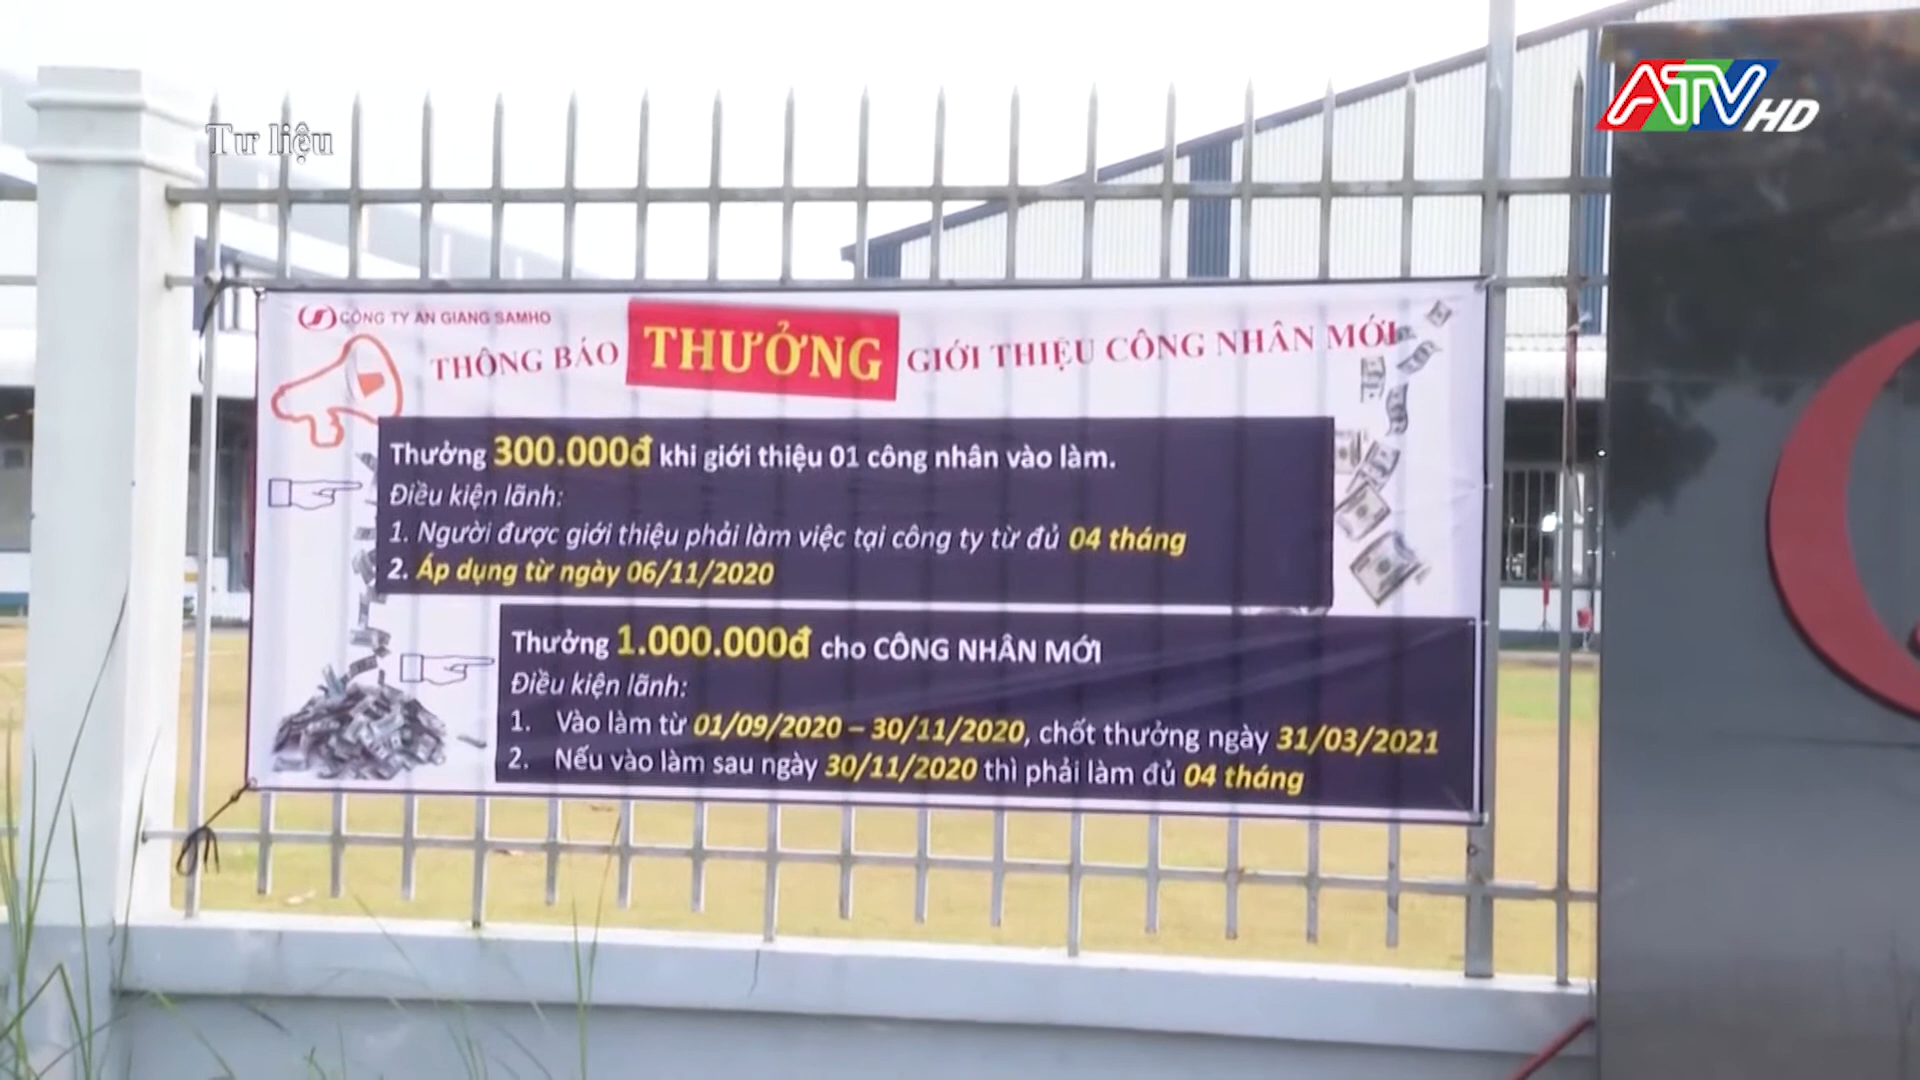 Tư liệu
ATV HD
CÔNG TY AN GIANG SAMHO
THÔNG BÁO THƯỞNG GIỚI THIỆU CÔNG NHÂN MỚI
Thưởng 300.000đ khi giới thiệu 01 công nhân vào làm.
Điều kiện lãnh:
1. Người được giới thiệu phải làm việc tại công ty từ đủ 04 tháng
2. Áp dụng từ ngày 06/11/2020
Thưởng 1.000.000đ cho CÔNG NHÂN MỚI
Điều kiện lãnh:
1. Vào làm từ 01/09/2020 – 30/11/2020, chốt thưởng ngày 31/03/2021
2. Nếu vào làm sau ngày 30/11/2020 thì phải làm đủ 04 tháng